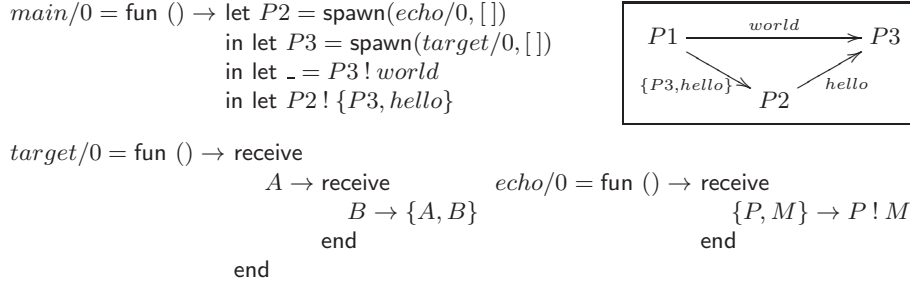 main/0 = fun () → let P2 = spawn(echo/0, [ ])
in let P3 = spawn(target/0, [ ])
in let _ = P3 ! world
in let P2 ! {P3, hello}
P1 world P3
{P3,hello} P2 hello
target/0 = fun () → receive
A → receive
B → {A, B}
end
end
echo/0 = fun () → receive
{P, M} → P ! M
end